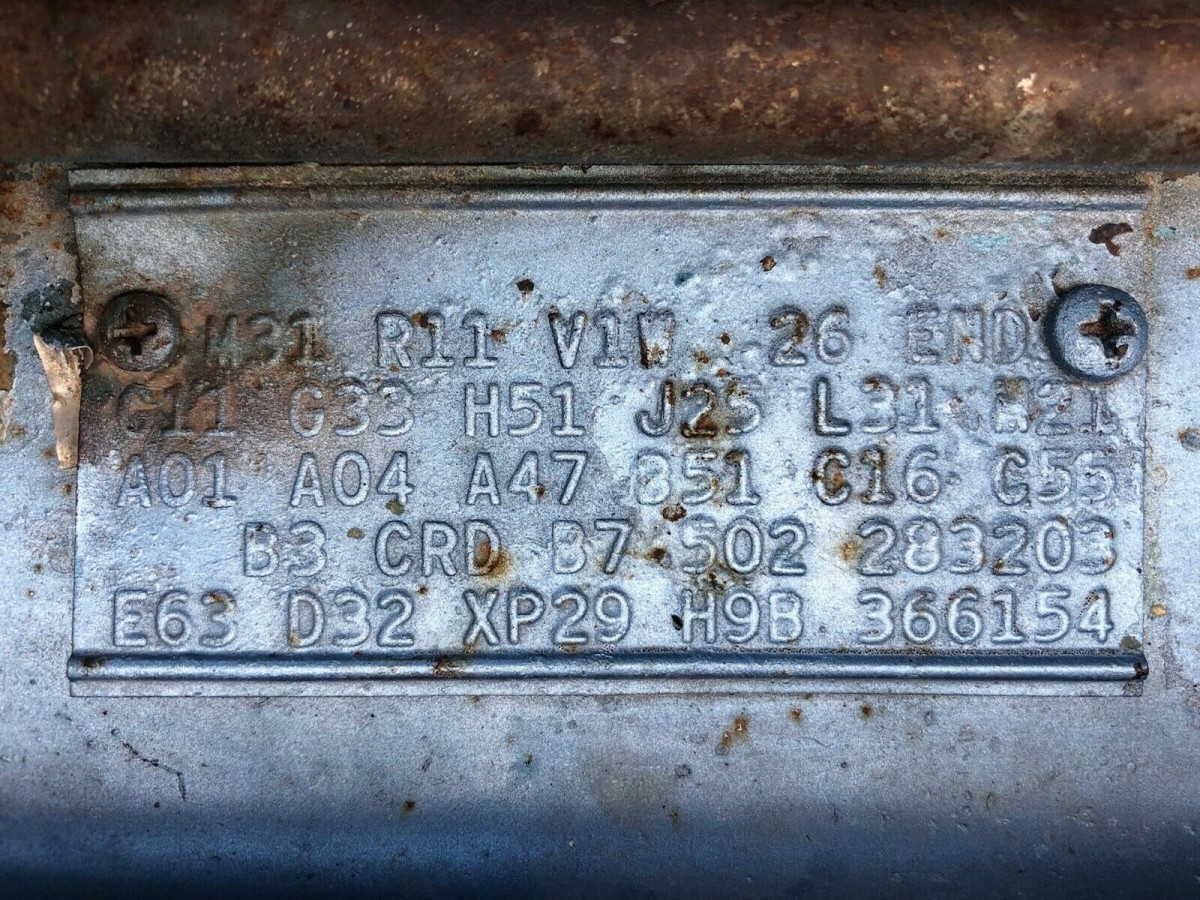 M31 R11 V1W 26 END
G11 G33 H51 J25 L31 M21
A01 A04 A47 B51 C16 C55
B3 CRD B7 502 283203
E63 D32 XP29 H9B 366154